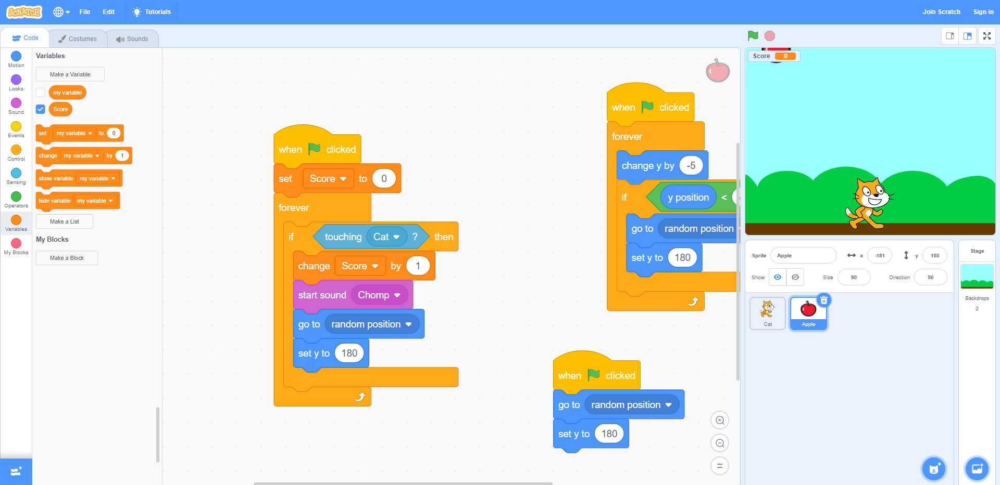 SCRATCH
File
Edit
Tutorials
Join Scratch
Sign in
Code
Costumes
Sounds
Motion
Looks
Sound
Events
Control
Sensing
Operators
Variables
My Blocks
Variables
Make a Variable
my variable
Score
set my variable to 0
change my variable by 1
show variable my variable
hide variable my variable
Make a List
My Blocks
Make a Block
when clicked
set Score to 0
forever
if touching Cat ? then
change Score by 1
start sound Chomp
go to random position
set y to 180
when clicked
forever
change y by -5
if y position <
go to random position
set y to 180
when clicked
go to random position
set y to 180
Score 0
Sprite Apple x -181 y 180
Show Size 90 Direction 90
Cat
Apple
Stage
Backdrops
2